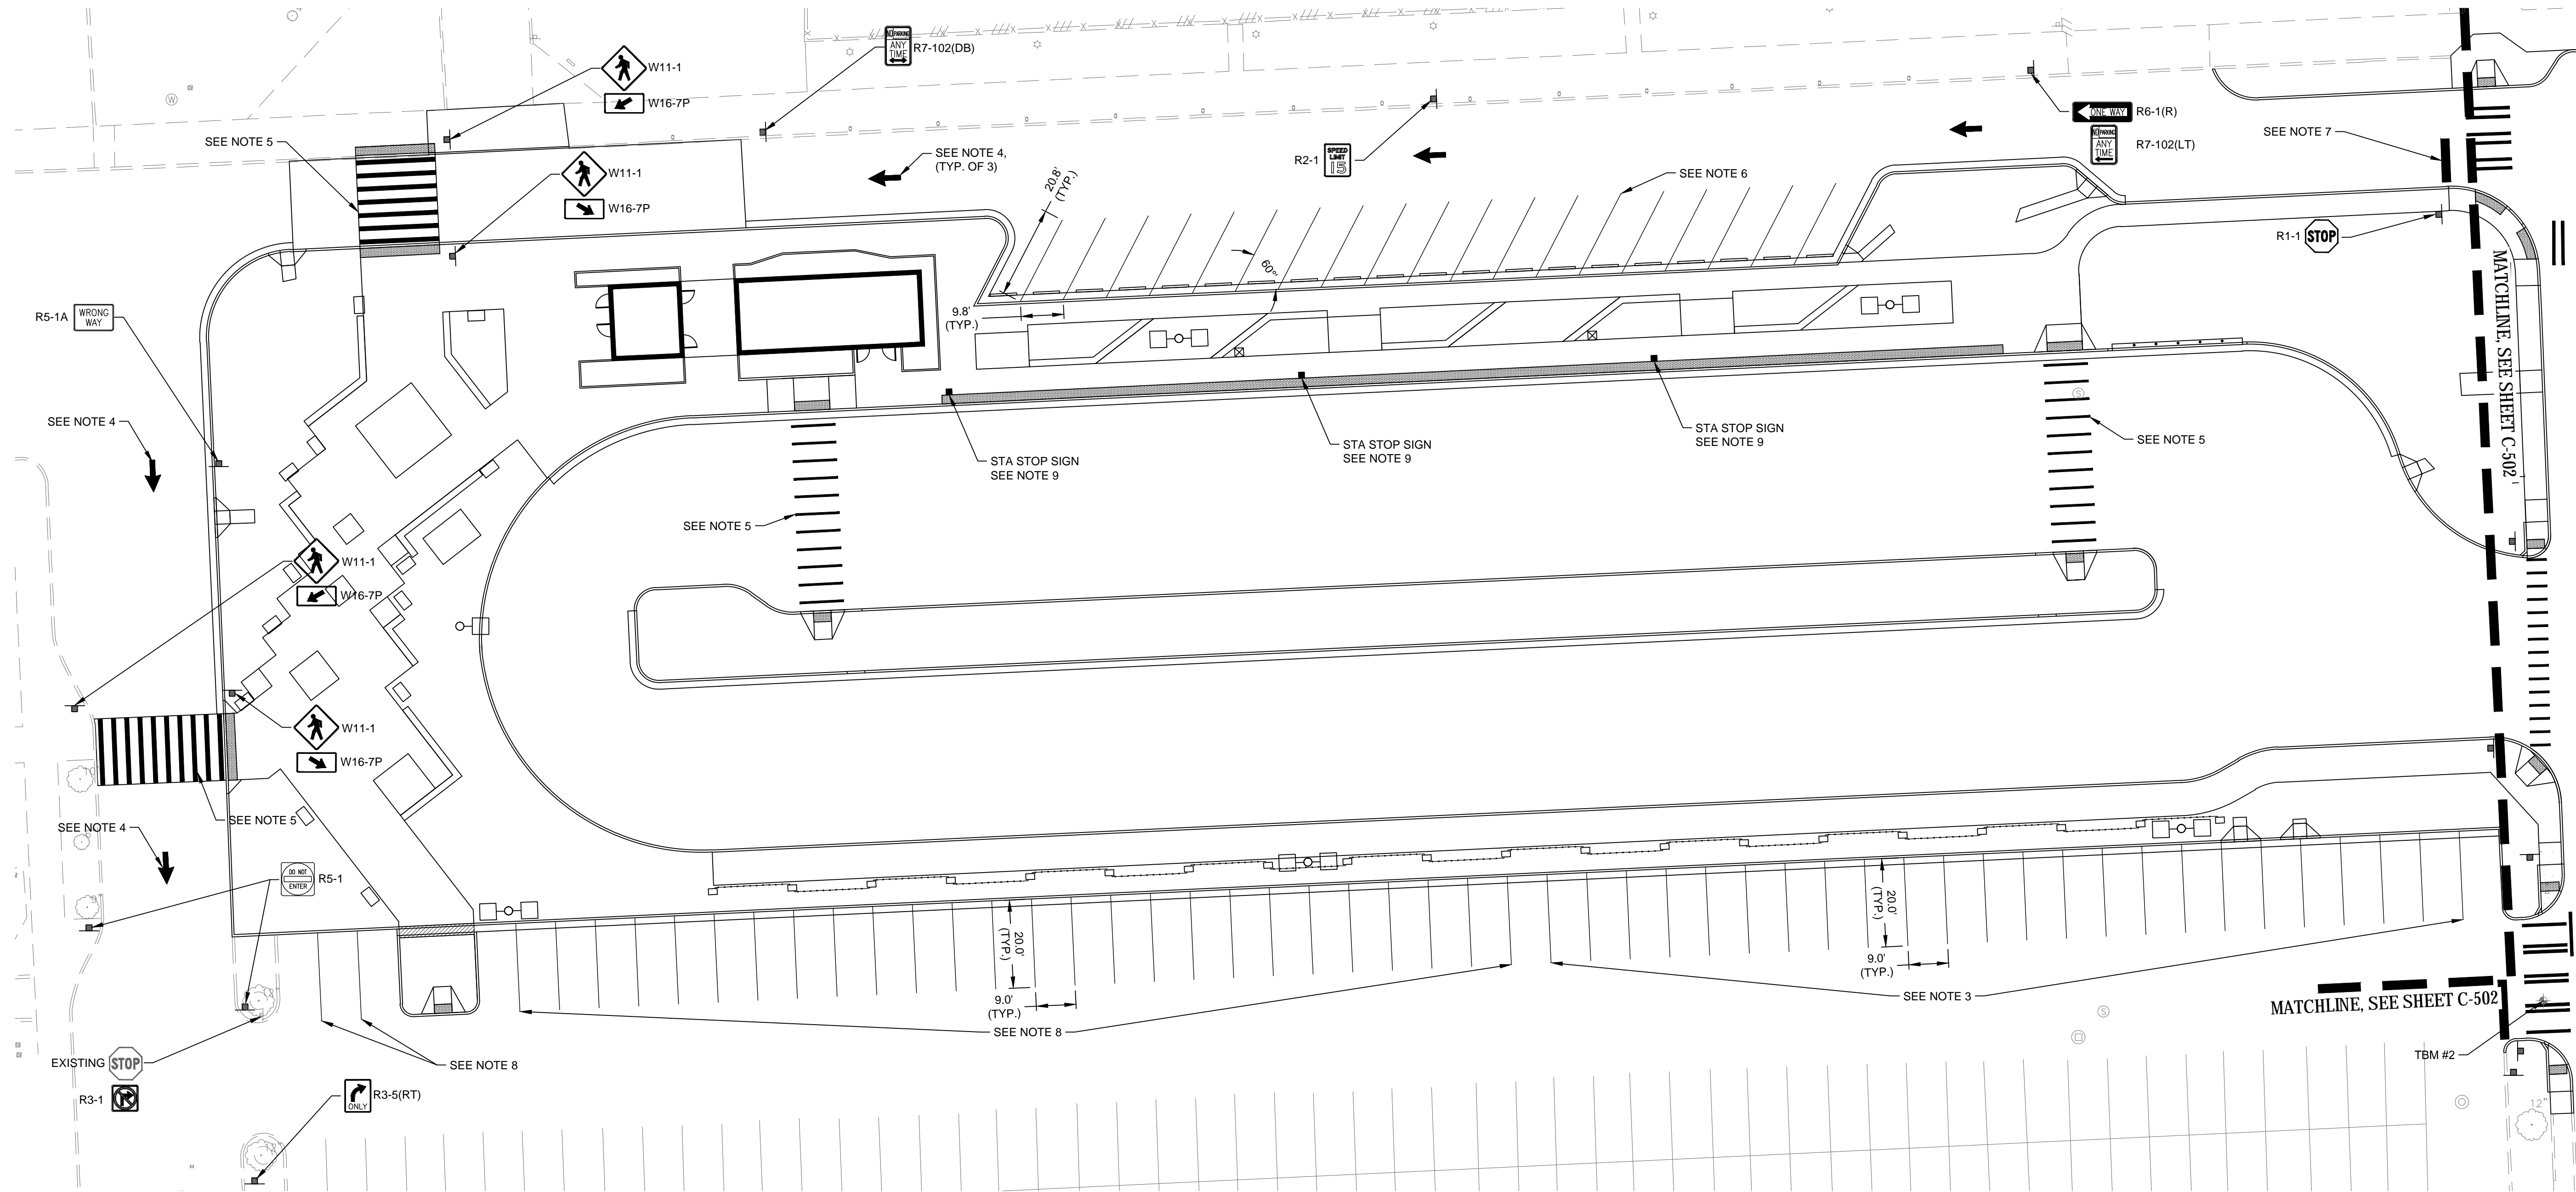 W11-1
W16-7P
NO PARKING
ANY
TIME
R7-102(DB)
W
SEE NOTE 5
W11-1
W16-7P
SEE NOTE 4,
(TYP. OF 3)
20.8'
(TYP.)
R2-1
SPEED
LIMIT
15
SEE NOTE 6
ONE WAY
R6-1(R)
NO PARKING
ANY
TIME
R7-102(LT)
SEE NOTE 7
R1-1
STOP
60°
9.8'
(TYP.)
MATCHLINE, SEE SHEET C-502
R5-1A
WRONG
WAY
SEE NOTE 4
STA STOP SIGN
SEE NOTE 9
STA STOP SIGN
SEE NOTE 9
STA STOP SIGN
SEE NOTE 9
S
SEE NOTE 5
SEE NOTE 5
W11-1
W16-7P
W11-1
W16-7P
SEE NOTE 5
SEE NOTE 4
DO NOT
ENTER
R5-1
20.0'
(TYP.)
9.0'
(TYP.)
20.0'
(TYP.)
9.0'
(TYP.)
SEE NOTE 3
SEE NOTE 8
MATCHLINE, SEE SHEET C-502
S
EXISTING
STOP
SEE NOTE 8
TBM #2
R3-1
ONLY
R3-5(RT)
12"